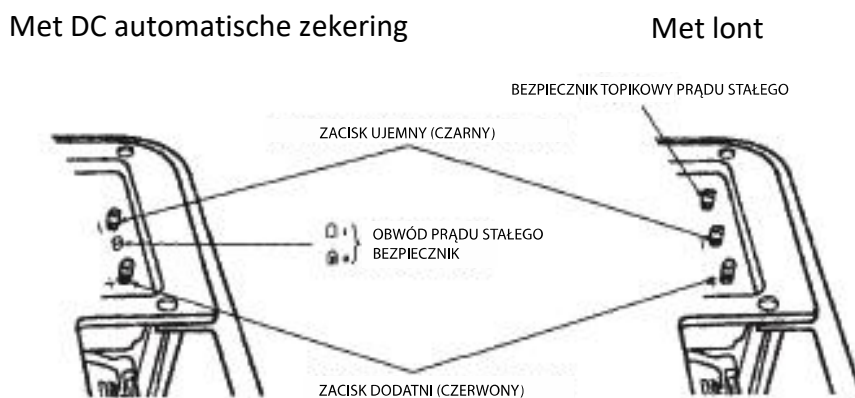 Met DC automatische zekering
Met lont
BEZPIECZNIK TOPIKOWY PRĄDU STAŁEGO
ZACISK UJEMNY (CZARNY)
OBWÓD PRĄDU STAŁEGO
BEZPIECZNIK
ZACISK DODATNI (CZERWONY)